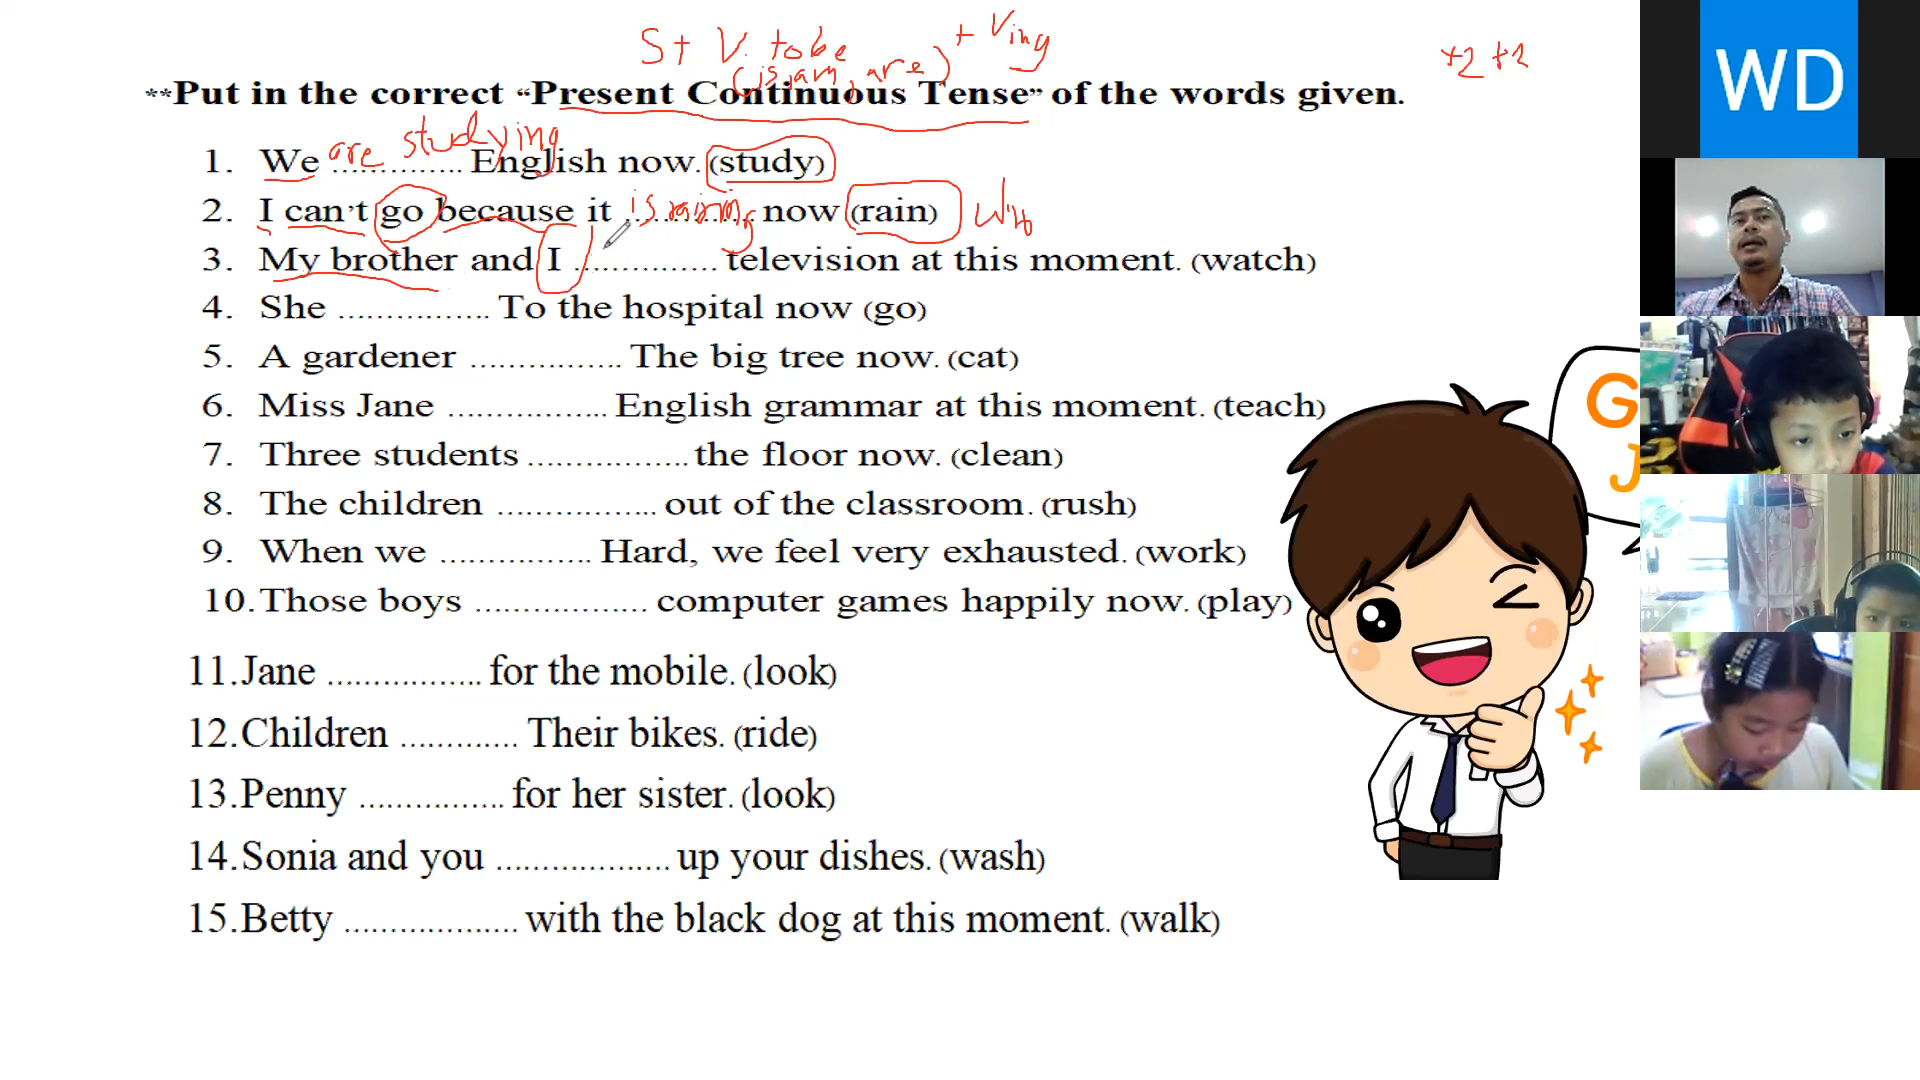 S+ V. to be + Ving
(is, am, are)
+2 +2
WD
**Put in the correct “Present Continuous Tense” of the words given.
1. We are studying ………….. English now. (study)
2. I can’t go because it is raining …………… now (rain)
3. My brother and I ……………. television at this moment. (watch)
4. She ……………. To the hospital now (go)
5. A gardener ……………. The big tree now. (cat)
6. Miss Jane …………….. English grammar at this moment. (teach)
G
J
7. Three students …………….. the floor now. (clean)
8. The children …………….. out of the classroom. (rush)
9. When we ……………. Hard, we feel very exhausted. (work)
10. Those boys ………………. computer games happily now. (play)
11. Jane …………….. for the mobile. (look)
12. Children …………. Their bikes. (ride)
13. Penny ……………. for her sister. (look)
14. Sonia and you ………………. up your dishes. (wash)
15. Betty ………………. with the black dog at this moment. (walk)